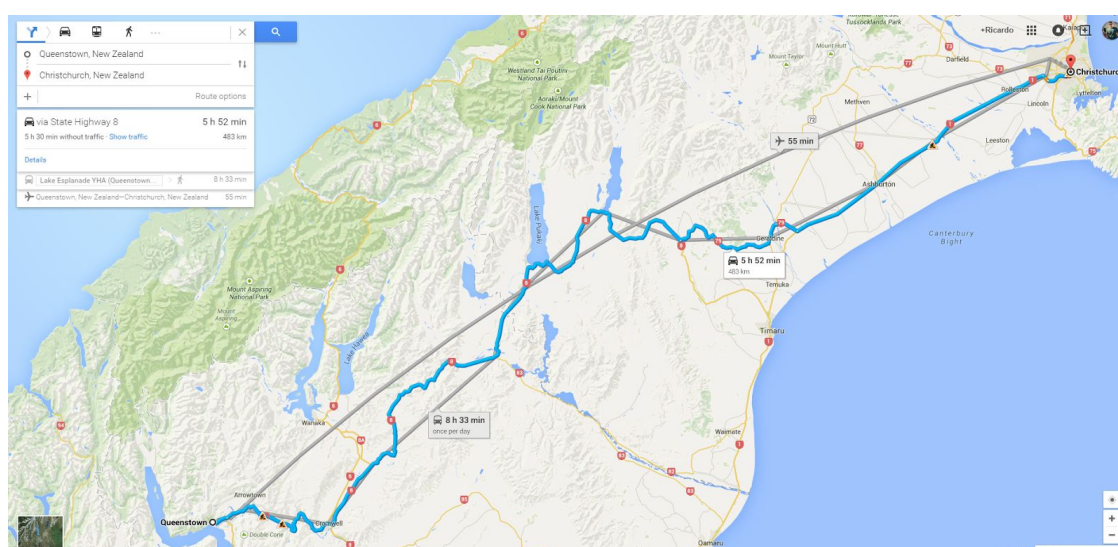 Queenstown, New Zealand
Christchurch, New Zealand
Route options
via State Highway 8 5 h 52 min
5 h 30 min without traffic · Show traffic 483 km
Details
Lake Esplanade YHA (Queenstown... 8 h 33 min
Queenstown, New Zealand—Christchurch, New Zealand 55 min
+Ricardo
Mount Hutt
Mount Taylor
Darfield
Christchurc
Westland Tai Poutini
National Park
Rolleston
Lyttelton
Lincoln
Aoraku Mount
Cook National Park
Methven
Leeston
55 min
Ashburton
Lake Pukaki
Canterbury
Bight
Geraldine
5 h 52 min
483 km
Temuka
Mount Aspiring
National Park
Mount
Aspiring
Timaru
Lake Hawea
8 h 33 min
once per day
Wanaka
Waimate
Arrowtown
Queenstown
Cromwell
Double Cone
Oamaru